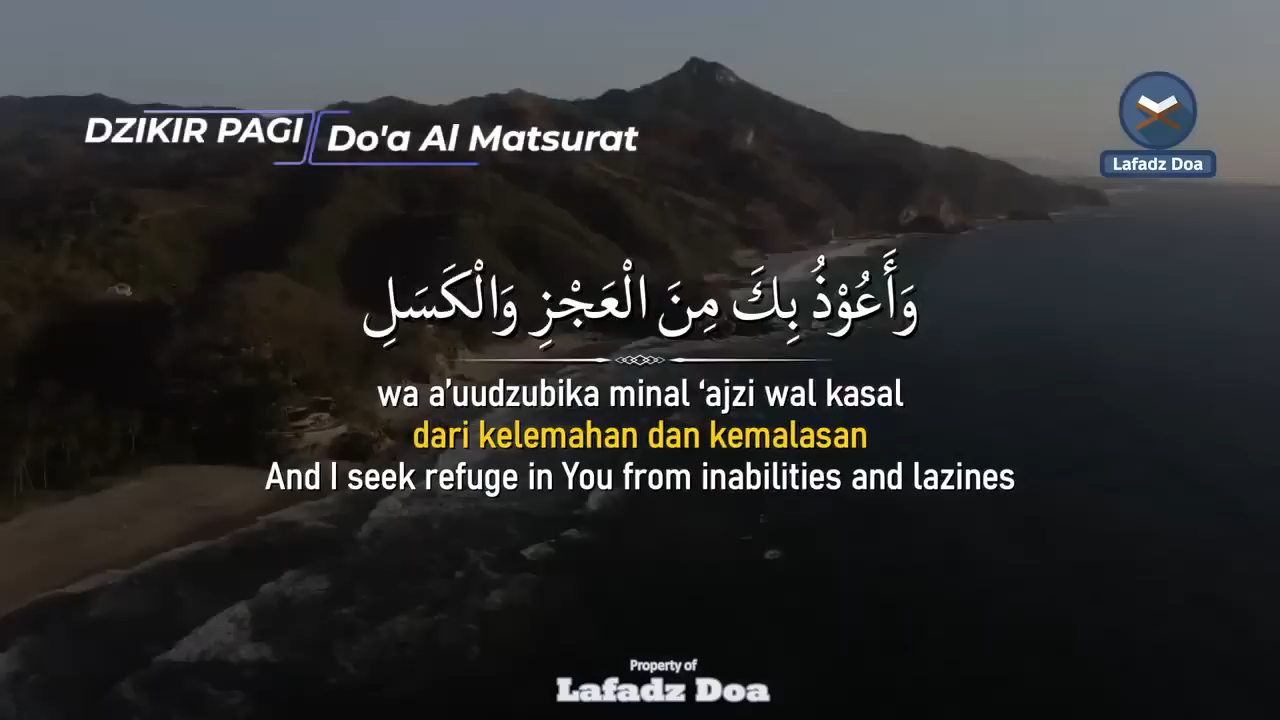 DZIKIR PAGI
Do'a Al Matsurat
Lafadz Doa
وَأَعُوْذُ بِكَ مِنَ الْعَجْزِ وَالْكَسَلِ
wa a’uudzubika minal ‘ajzi wal kasal
dari kelemahan dan kemalasan
And I seek refuge in You from inabilities and lazines
Property of
Lafadz Doa